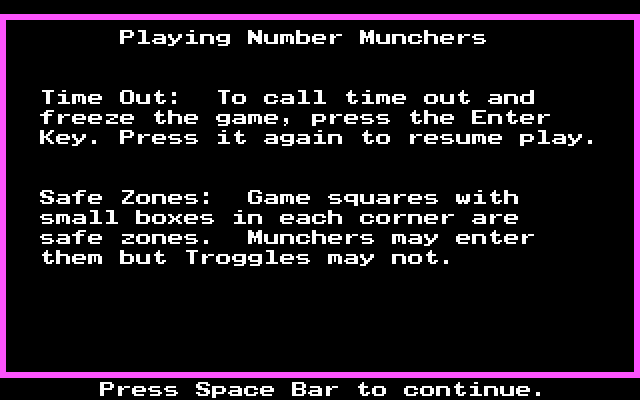 Playing Number Munchers
Time Out:  To call time out and
freeze the game, press the Enter
Key. Press it again to resume play.
Safe Zones:  Game squares with
small boxes in each corner are
safe zones.  Munchers may enter
them but Troggles may not.
Press Space Bar to continue.